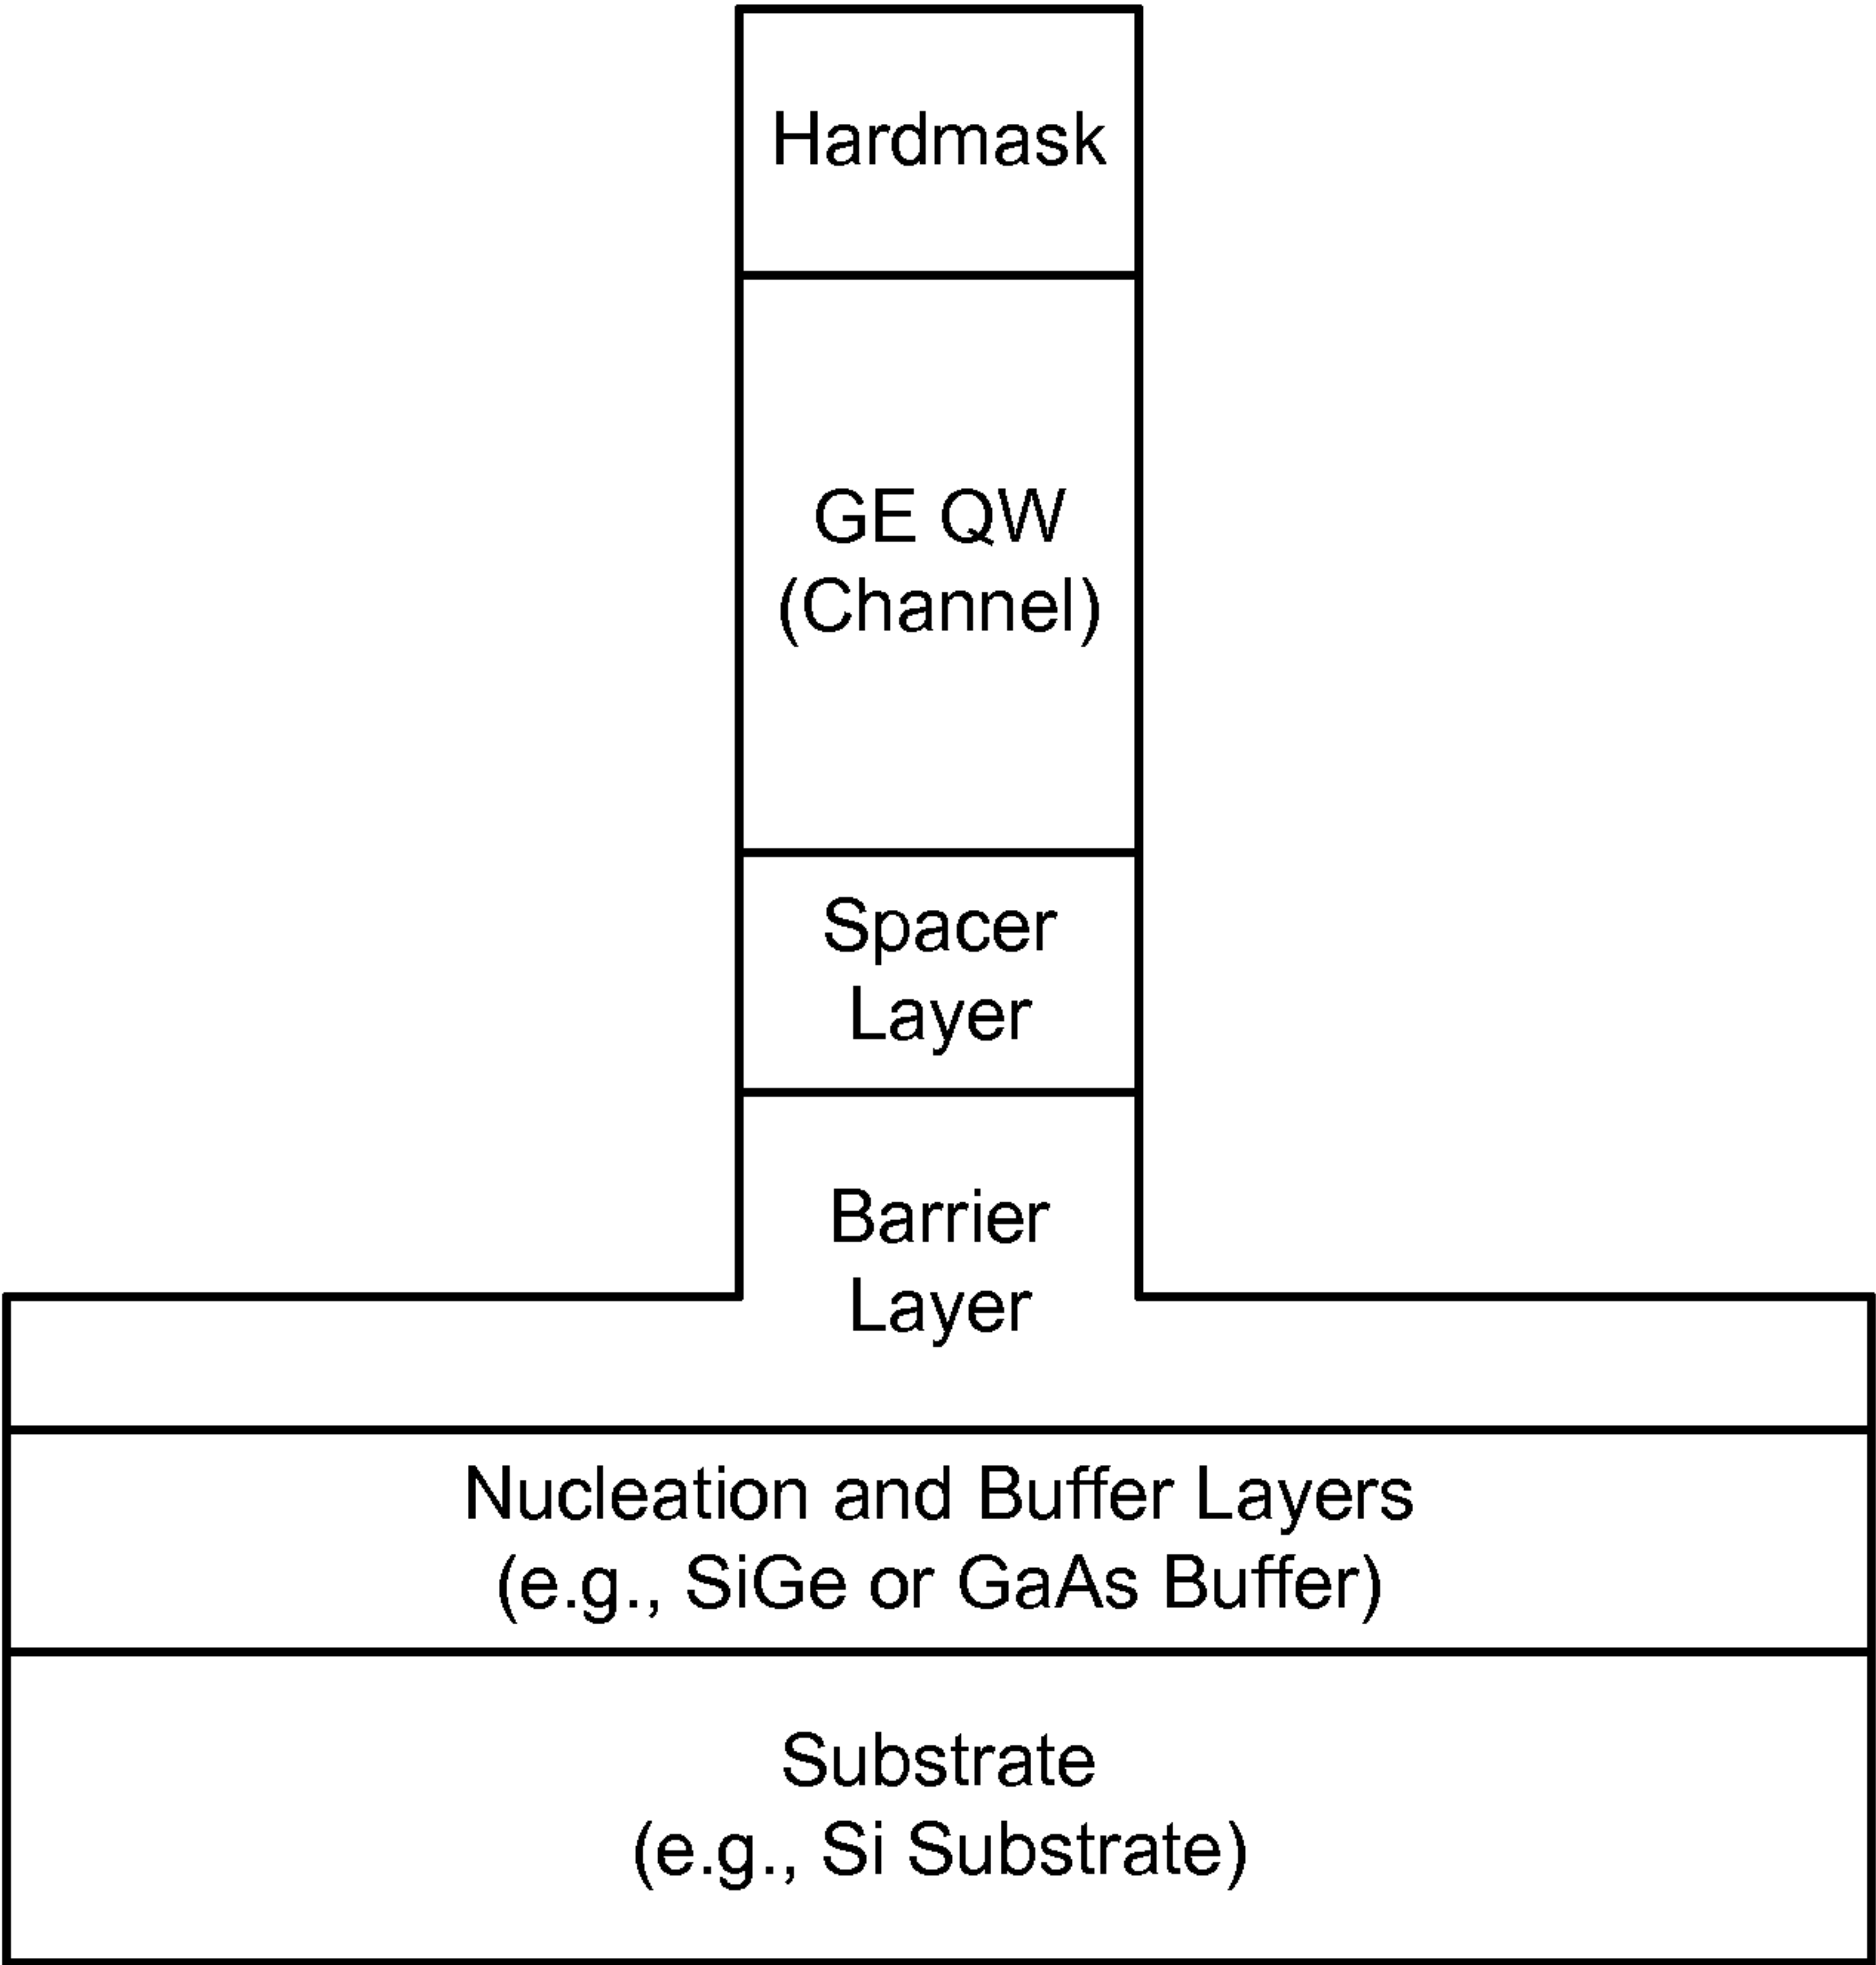 Hardmask
GE QW
(Channel)
Spacer
Layer
Barrier
Layer
Nucleation and Buffer Layers
(e.g., SiGe or GaAs Buffer)
Substrate
(e.g., Si Substrate)